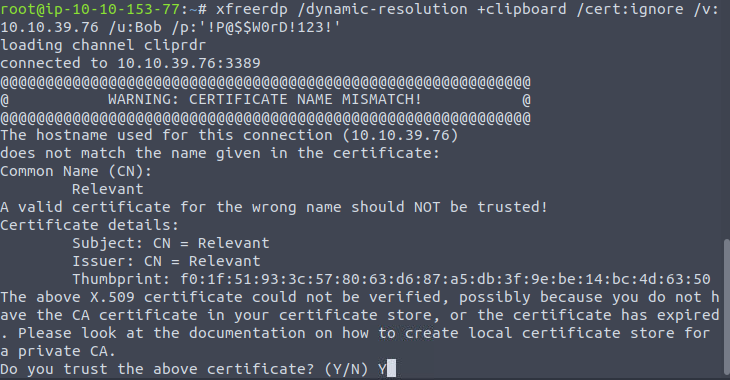 root@ip-10-10-153-77:~# xfreerdp /dynamic-resolution +clipboard /cert:ignore /v:
10.10.39.76 /u:Bob /p:'!P@$$W0rD!123!'
loading channel cliprdr
connected to 10.10.39.76:3389
@@@@@@@@@@@@@@@@@@@@@@@@@@@@@@@@@@@@@@@@@@@@@@@@@@@@@@@@@@@
@           WARNING: CERTIFICATE NAME MISMATCH!           @
@@@@@@@@@@@@@@@@@@@@@@@@@@@@@@@@@@@@@@@@@@@@@@@@@@@@@@@@@@@
The hostname used for this connection (10.10.39.76)
does not match the name given in the certificate:
Common Name (CN):
        Relevant
A valid certificate for the wrong name should NOT be trusted!
Certificate details:
        Subject: CN = Relevant
        Issuer: CN = Relevant
        Thumbprint: f0:1f:51:93:3c:57:80:63:d6:87:a5:db:3f:9e:be:14:bc:4d:63:50
The above X.509 certificate could not be verified, possibly because you do not h
ave the CA certificate in your certificate store, or the certificate has expired
. Please look at the documentation on how to create local certificate store for
a private CA.
Do you trust the above certificate? (Y/N) Y